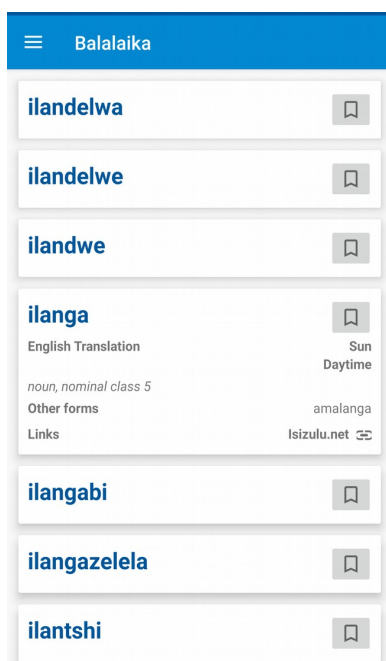 Balalaika
ilandelwa
ilandelwe
ilandwe
ilanga
English Translation Sun
Daytime
noun, nominal class 5
Other forms amalanga
Links Isizulu.net
ilangabi
ilangazelela
ilantshi